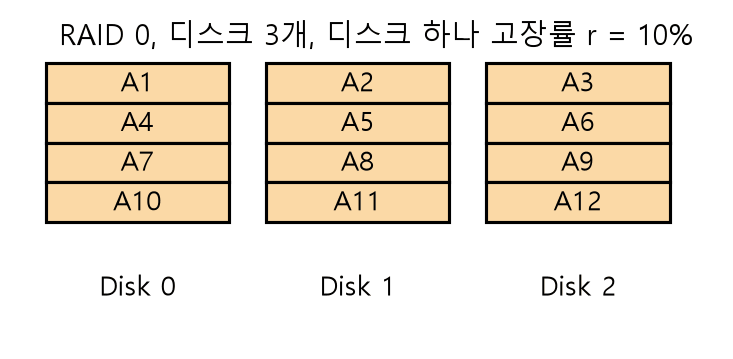 RAID 0, 디스크 3개, 디스크 하나 고장률 r = 10%
A1 A2 A3
A4 A5 A6
A7 A8 A9
A10 A11 A12
Disk 0 Disk 1 Disk 2